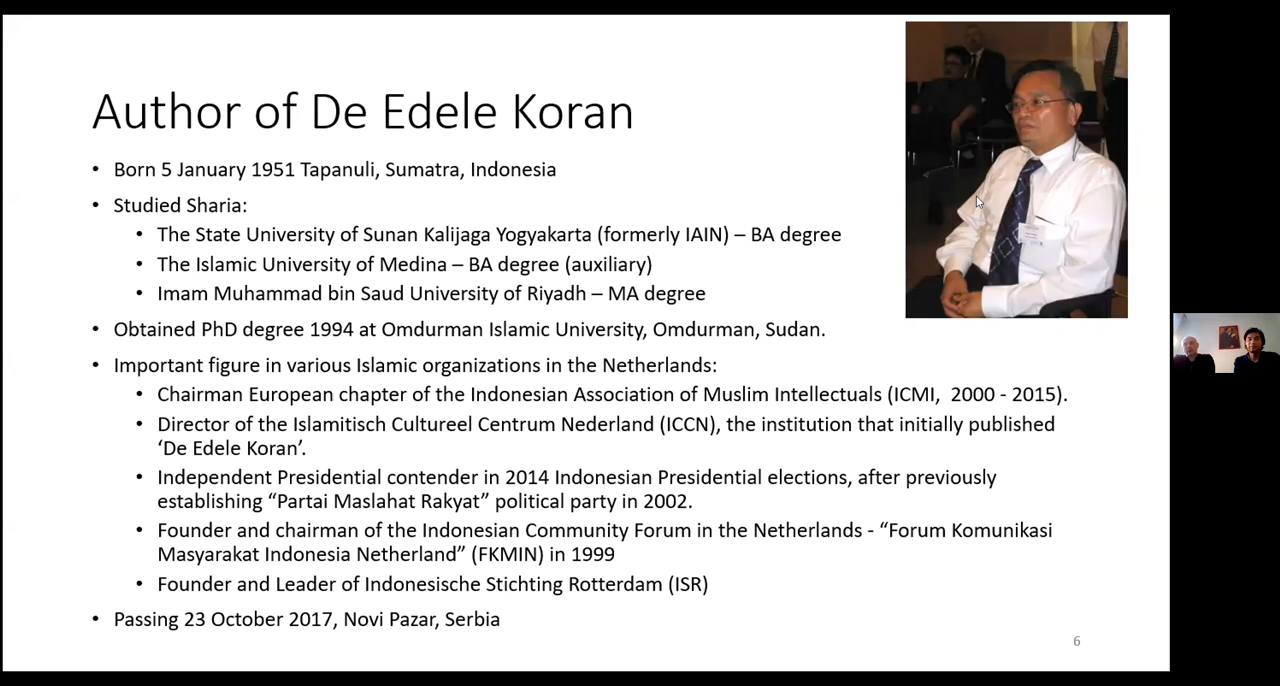 Author of De Edele Koran
• Born 5 January 1951 Tapanuli, Sumatra, Indonesia
• Studied Sharia:
• The State University of Sunan Kalijaga Yogyakarta (formerly IAIN) – BA degree
• The Islamic University of Medina – BA degree (auxiliary)
• Imam Muhammad bin Saud University of Riyadh – MA degree
• Obtained PhD degree 1994 at Omdurman Islamic University, Omdurman, Sudan.
• Important figure in various Islamic organizations in the Netherlands:
• Chairman European chapter of the Indonesian Association of Muslim Intellectuals (ICMI,  2000 - 2015).
• Director of the Islamitisch Cultureel Centrum Nederland (ICCN), the institution that initially published
‘De Edele Koran’.
• Independent Presidential contender in 2014 Indonesian Presidential elections, after previously
establishing “Partai Maslahat Rakyat” political party in 2002.
• Founder and chairman of the Indonesian Community Forum in the Netherlands - “Forum Komunikasi
Masyarakat Indonesia Netherland” (FKMIN) in 1999
• Founder and Leader of Indonesische Stichting Rotterdam (ISR)
• Passing 23 October 2017, Novi Pazar, Serbia
6